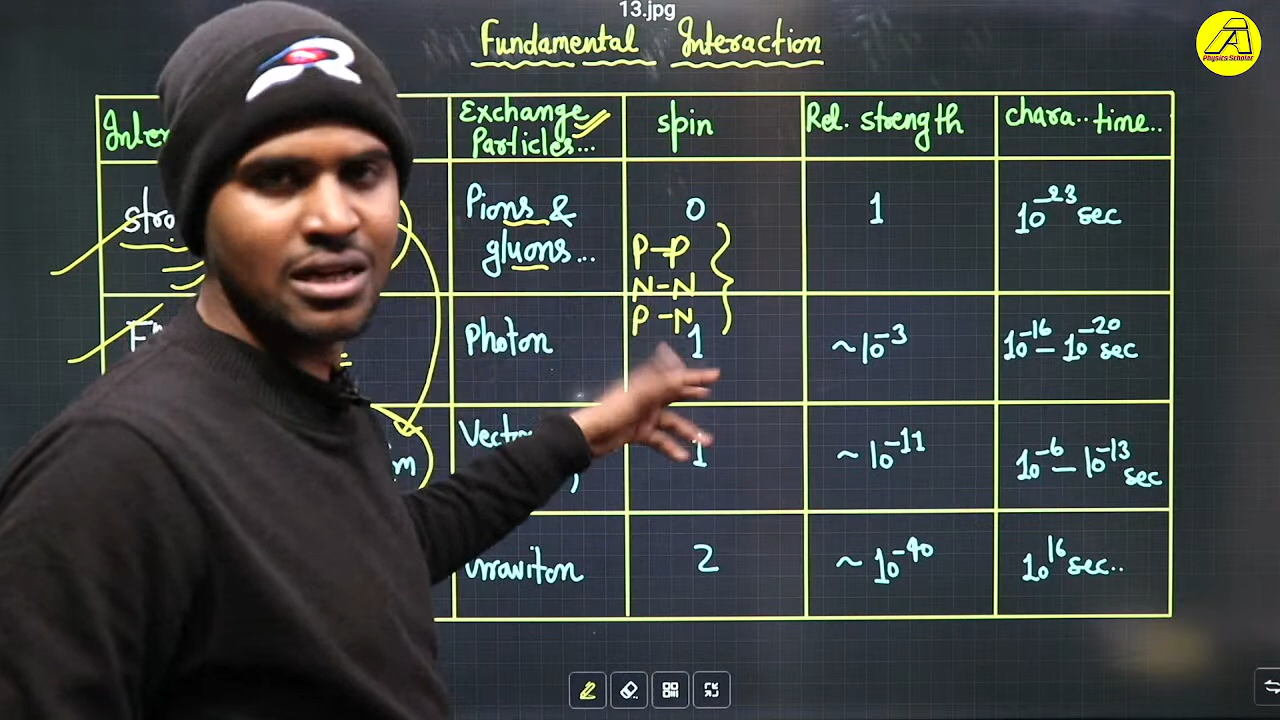 13.jpg
Fundamental Interaction
A
Physics Scholar
Exchange Particles... spin Rel. strength chara.. time..
Pions & gluons... 0 1 10⁻²³ sec
P-P
N-N
P-N
Photon 1 ~10⁻³ 10⁻¹⁶ - 10⁻²⁰ sec
1 ~10⁻¹¹ 10⁻⁶ - 10⁻¹³ sec
Graviton 2 ~10⁻⁴⁰ 10¹⁶ sec..